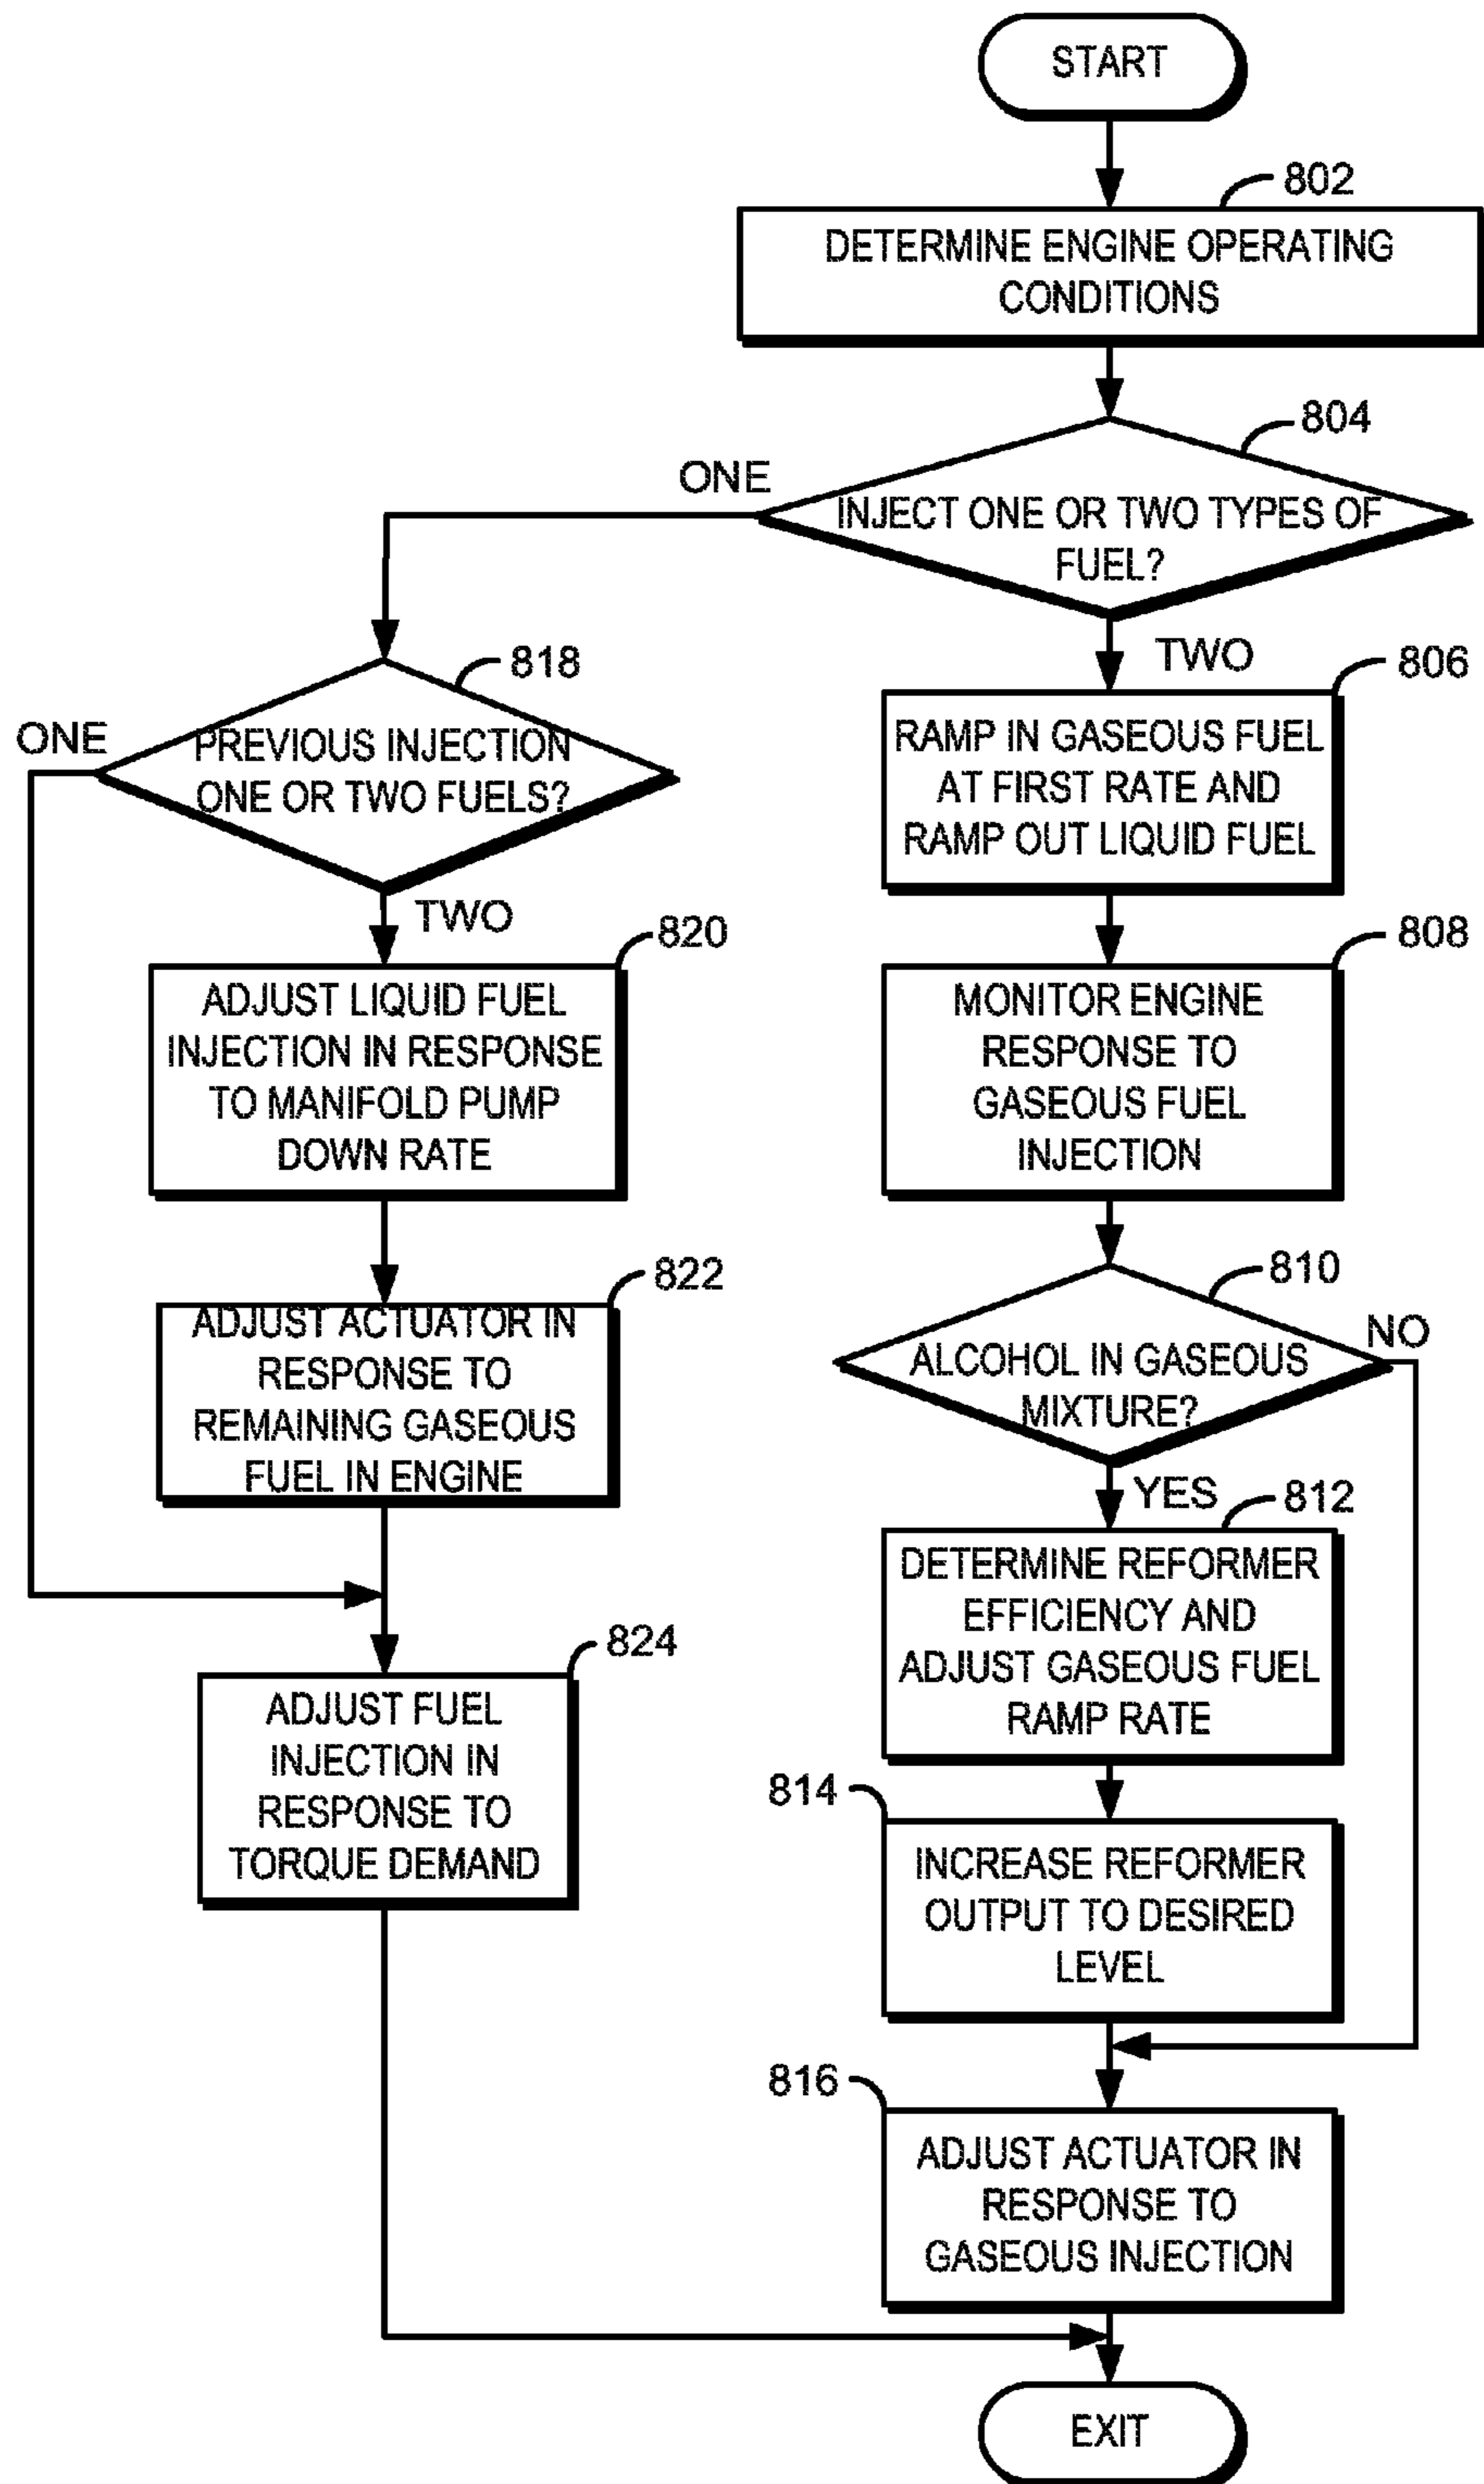 START
802
DETERMINE ENGINE OPERATING
CONDITIONS
804
ONE
INJECT ONE OR TWO TYPES OF
FUEL?
TWO
806
RAMP IN GASEOUS FUEL
AT FIRST RATE AND
RAMP OUT LIQUID FUEL
808
MONITOR ENGINE
RESPONSE TO
GASEOUS FUEL
INJECTION
810
NO
ALCOHOL IN GASEOUS
MIXTURE?
YES
812
DETERMINE REFORMER
EFFICIENCY AND
ADJUST GASEOUS FUEL
RAMP RATE
814
INCREASE REFORMER
OUTPUT TO DESIRED
LEVEL
816
ADJUST ACTUATOR IN
RESPONSE TO
GASEOUS INJECTION
818
ONE
PREVIOUS INJECTION
ONE OR TWO FUELS?
TWO
820
ADJUST LIQUID FUEL
INJECTION IN RESPONSE
TO MANIFOLD PUMP
DOWN RATE
822
ADJUST ACTUATOR IN
RESPONSE TO
REMAINING GASEOUS
FUEL IN ENGINE
824
ADJUST FUEL
INJECTION IN
RESPONSE TO
TORQUE DEMAND
EXIT